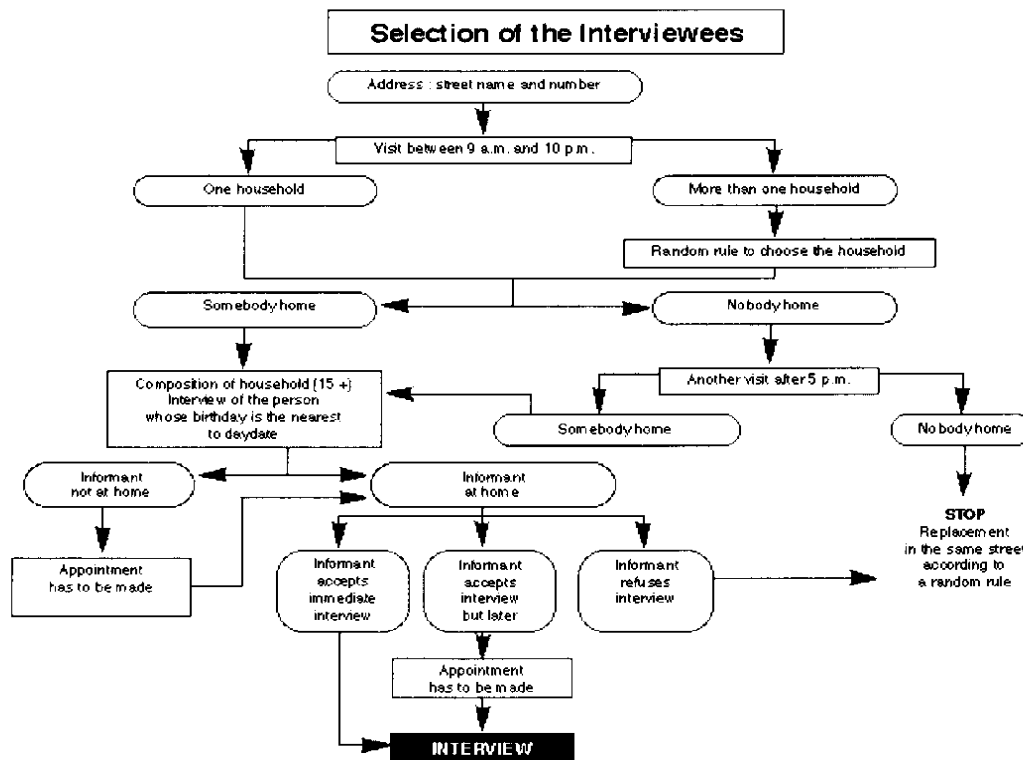 Selection of the Interviewees
Address : street name and number
Visit between 9 a.m. and 10 p.m.
One household
More than one household
Random rule to choose the household
Somebody home
Nobody home
Composition of household (15 +)
Interview of the person
whose birthday is the nearest
to daydate
Another visit after 5 p.m.
Somebody home
Nobody home
Informant
not at home
Informant
at home
STOP
Replacement
in the same street
according to
a random rule
Appointment
has to be made
Informant
accepts
immediate
interview
Informant
accepts
interview
but later
Informant
refuses
interview
Appointment
has to be made
INTERVIEW